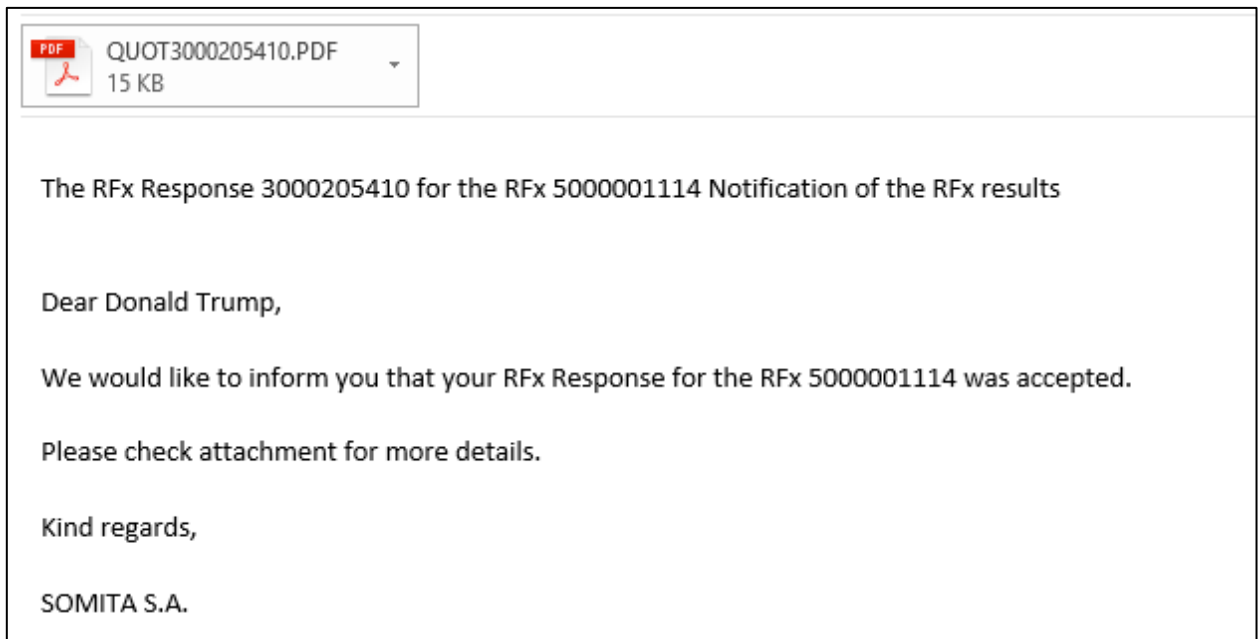 PDF
QUOT3000205410.PDF
15 KB
The RFx Response 3000205410 for the RFx 5000001114 Notification of the RFx results
Dear Donald Trump,
We would like to inform you that your RFx Response for the RFx 5000001114 was accepted.
Please check attachment for more details.
Kind regards,
SOMITA S.A.